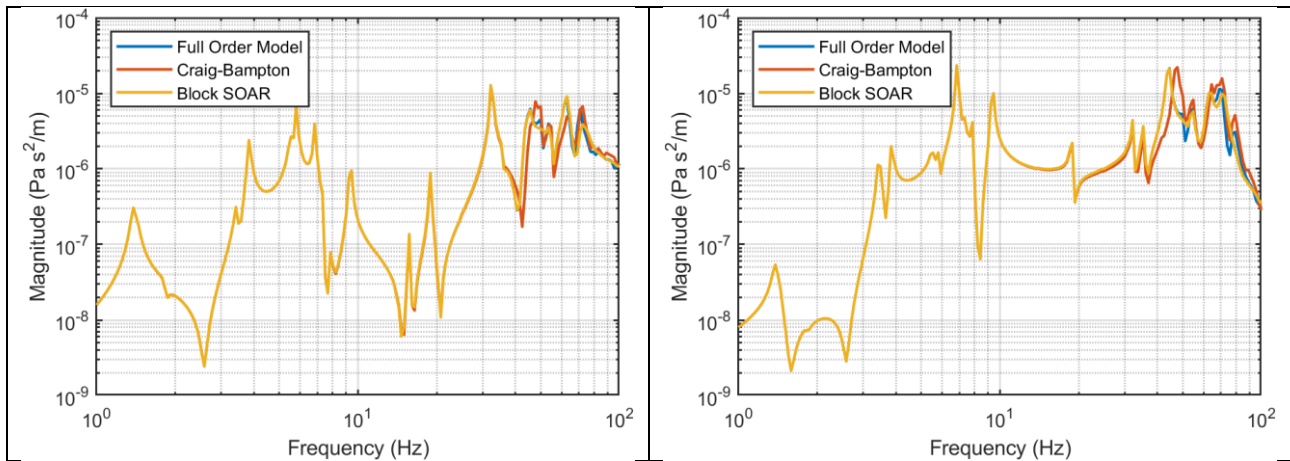 10^-4
10^-5
10^-6
10^-7
10^-8
10^-9
Magnitude (Pa s^2/m)
Full Order Model
Craig-Bampton
Block SOAR
10^0
10^1
10^2
Frequency (Hz)
10^-4
10^-5
10^-6
10^-7
10^-8
10^-9
Magnitude (Pa s^2/m)
Full Order Model
Craig-Bampton
Block SOAR
10^0
10^1
10^2
Frequency (Hz)